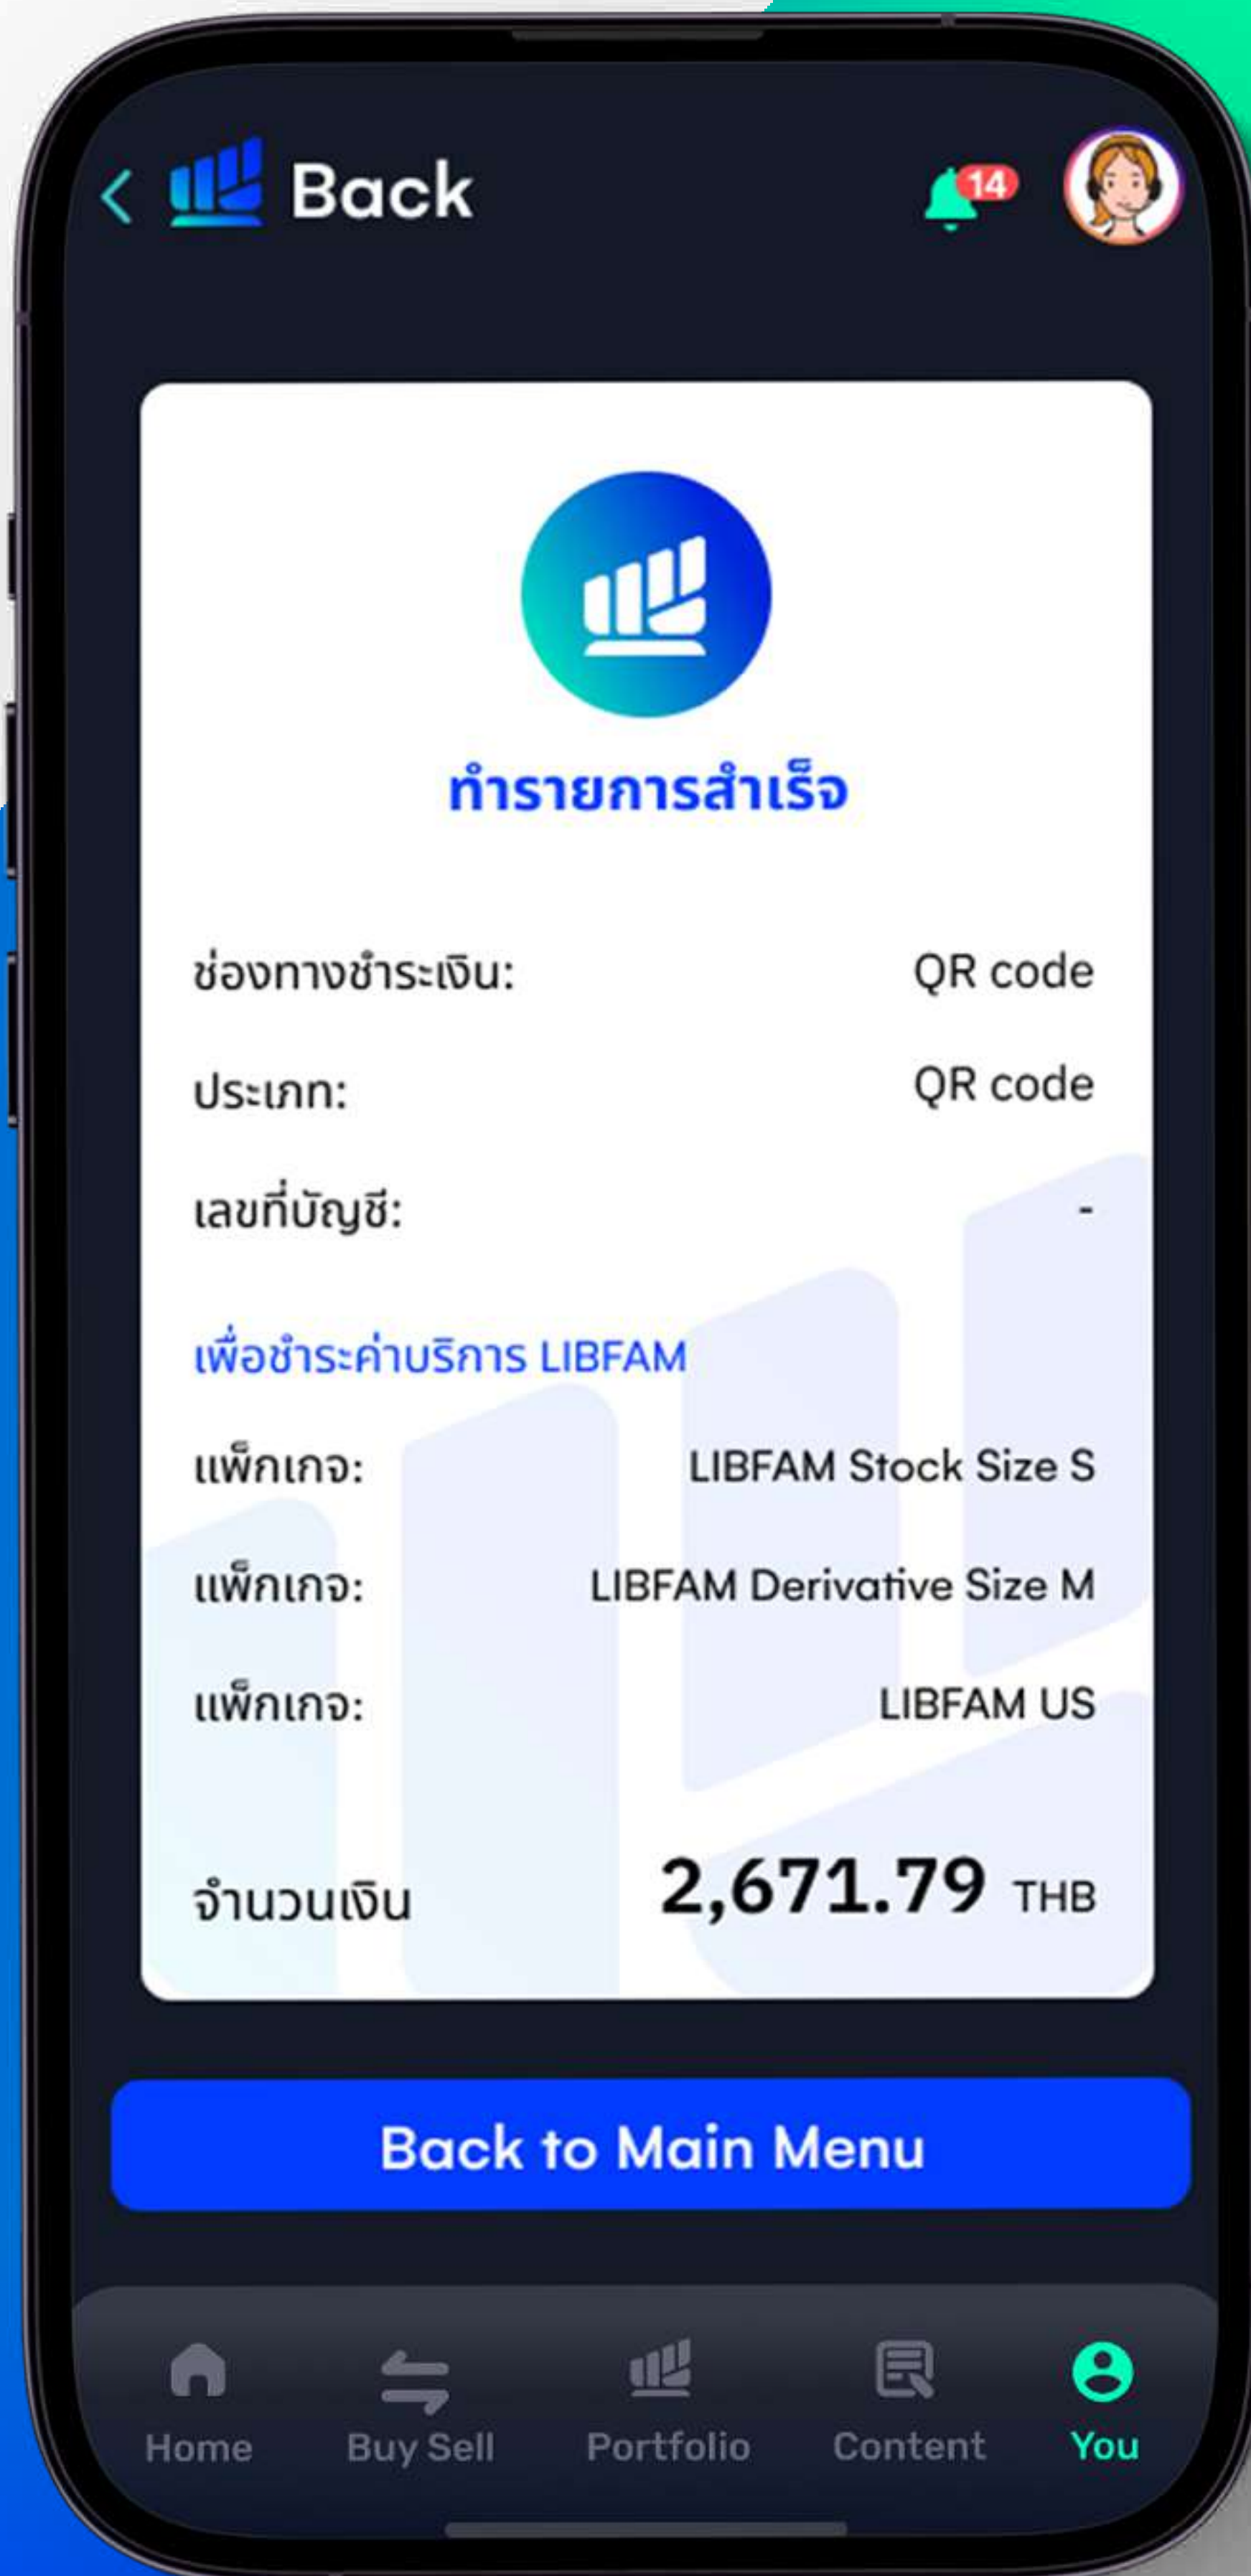 Back
14
ทำรายการสำเร็จ
ช่องทางชำระเงิน: QR code
ประเภท: QR code
เลขที่บัญชี: -
เพื่อชำระค่าบริการ LIBFAM
แพ็กเกจ: LIBFAM Stock Size S
แพ็กเกจ: LIBFAM Derivative Size M
แพ็กเกจ: LIBFAM US
จำนวนเงิน 2,671.79 THB
Back to Main Menu
Home Buy Sell Portfolio Content You